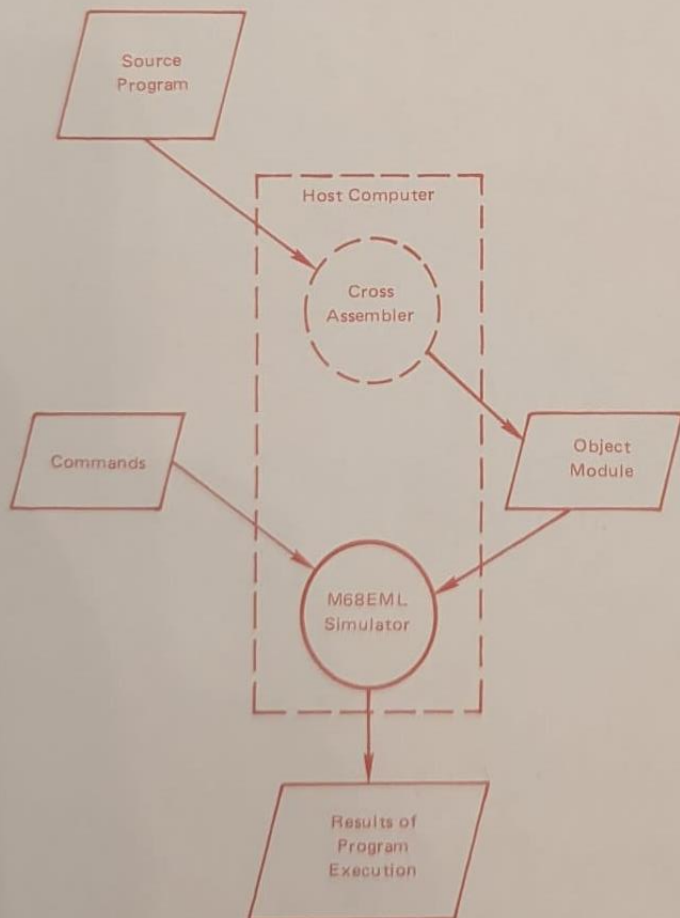 Source
Program
Host Computer
Cross
Assembler
Commands
Object
Module
M68EML
Simulator
Results of
Program
Execution